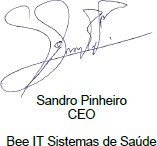 Sandro Pinheiro
CEO
Bee IT Sistemas de Saúde